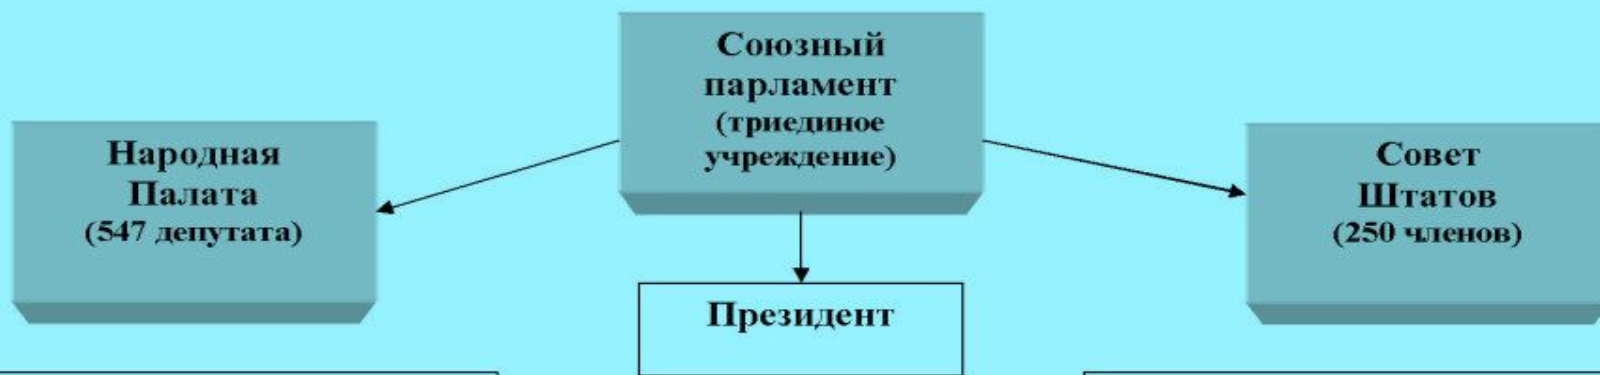 Союзный
парламент
(триединое
учреждение)
Народная
Палата
(547 депутата)
Совет
Штатов
(250 членов)
Президент